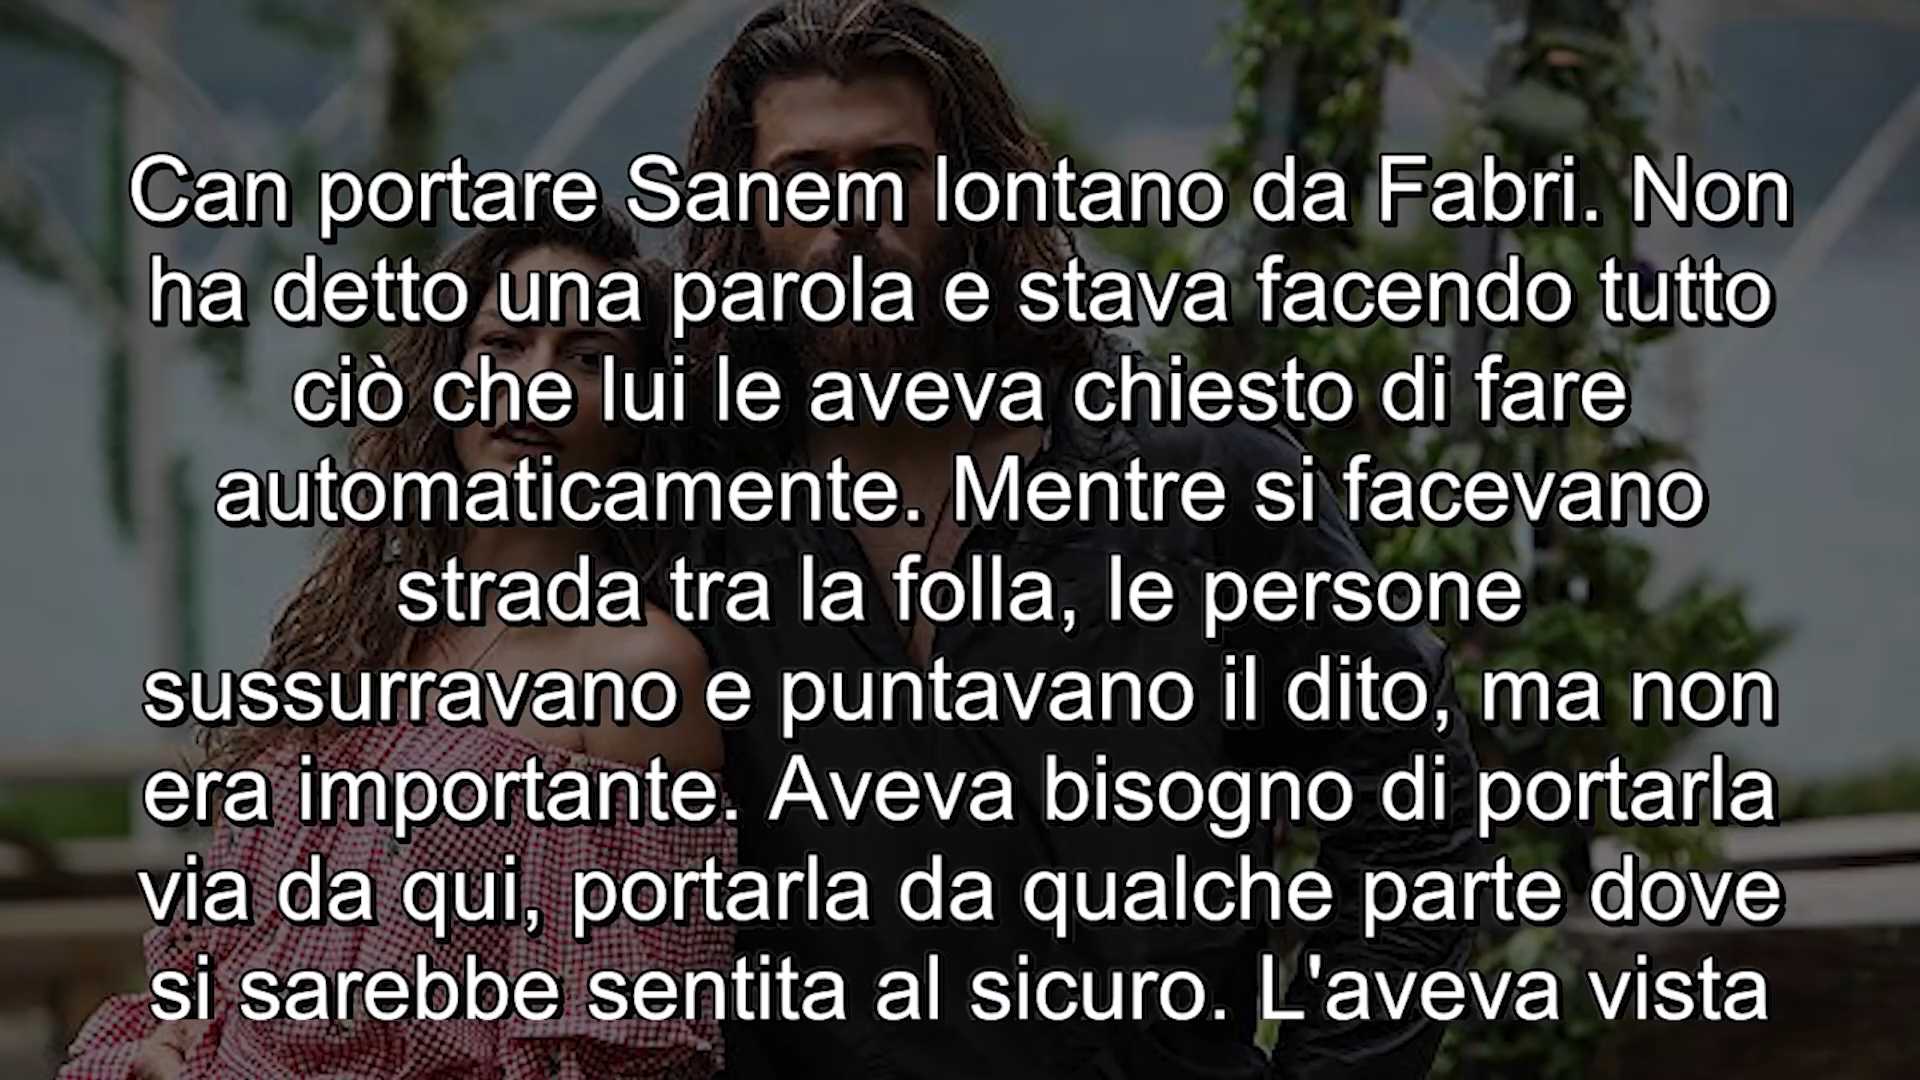 Can portare Sanem lontano da Fabri. Non
ha detto una parola e stava facendo tutto
ciò che lui le aveva chiesto di fare
automaticamente. Mentre si facevano
strada tra la folla, le persone
sussurravano e puntavano il dito, ma non
era importante. Aveva bisogno di portarla
via da qui, portarla da qualche parte dove
si sarebbe sentita al sicuro. L'aveva vista